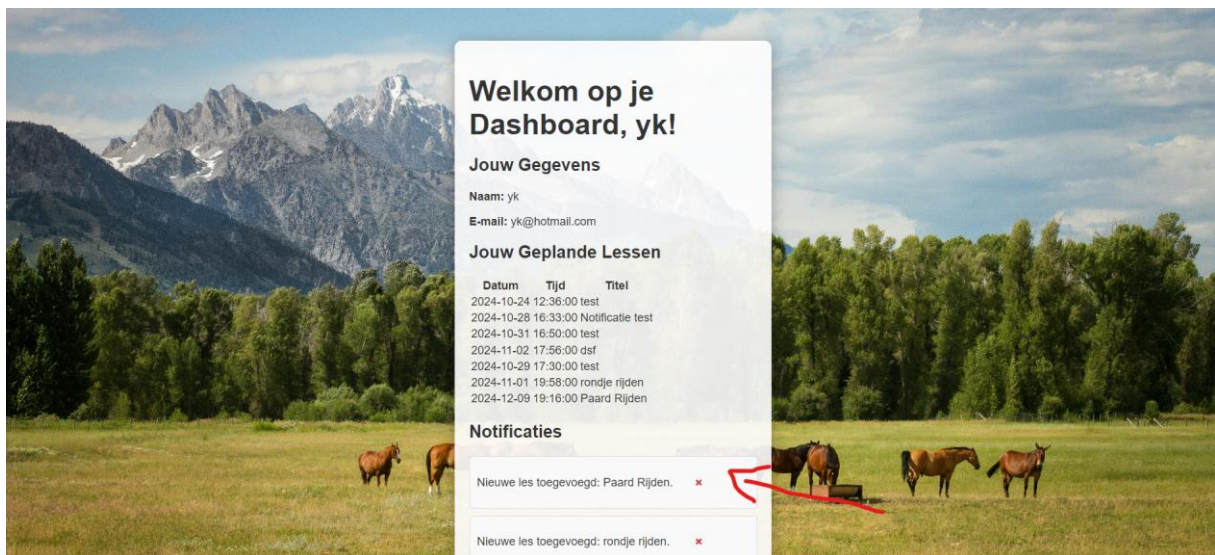 Welkom op je
Dashboard, yk!
Jouw Gegevens
Naam: yk
E-mail: yk@hotmail.com
Jouw Geplande Lessen
Datum Tijd Titel
2024-10-24 12:36:00 test
2024-10-28 16:33:00 Notificatie test
2024-10-31 16:50:00 test
2024-11-02 17:56:00 dsf
2024-10-29 17:30:00 test
2024-11-01 19:58:00 rondje rijden
2024-12-09 19:16:00 Paard Rijden
Notificaties
Nieuwe les toegevoegd: Paard Rijden. ×
Nieuwe les toegevoegd: rondje rijden. ×